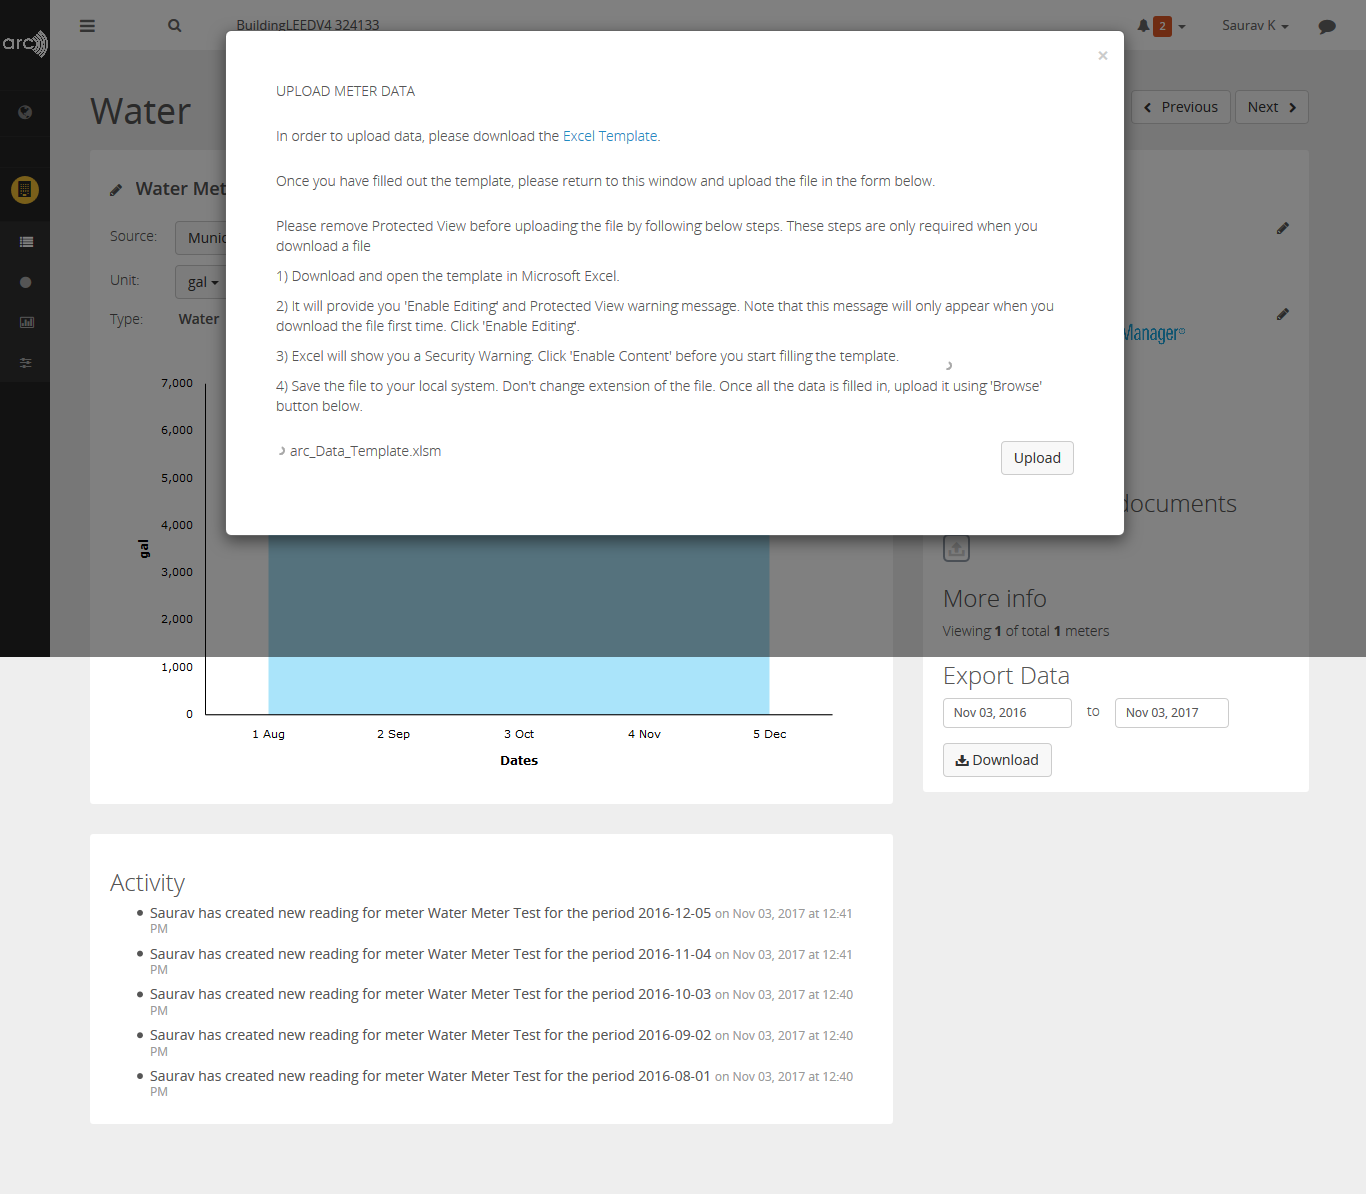 arc
BuildingLEEDV4 324133
2
Saurav K
Water
Previous
Next
×
UPLOAD METER DATA
In order to upload data, please download the Excel Template.
Once you have filled out the template, please return to this window and upload the file in the form below.
Please remove Protected View before uploading the file by following below steps. These steps are only required when you
download a file
1) Download and open the template in Microsoft Excel.
2) It will provide you 'Enable Editing' and Protected View warning message. Note that this message will only appear when you
download the file first time. Click 'Enable Editing'.
3) Excel will show you a Security Warning. Click 'Enable Content' before you start filling the template.
4) Save the file to your local system. Don't change extension of the file. Once all the data is filled in, upload it using 'Browse'
button below.
arc_Data_Template.xlsm
Upload
Water Met
Source: Munic
Unit: gal
Type: Water
Manager®
7,000
6,000
5,000
4,000
3,000
2,000
1,000
0
gal
1 Aug 2 Sep 3 Oct 4 Nov 5 Dec
Dates
documents
More info
Viewing 1 of total 1 meters
Export Data
Nov 03, 2016 to Nov 03, 2017
Download
Activity
Saurav has created new reading for meter Water Meter Test for the period 2016-12-05 on Nov 03, 2017 at 12:41
PM
Saurav has created new reading for meter Water Meter Test for the period 2016-11-04 on Nov 03, 2017 at 12:41
PM
Saurav has created new reading for meter Water Meter Test for the period 2016-10-03 on Nov 03, 2017 at 12:40
PM
Saurav has created new reading for meter Water Meter Test for the period 2016-09-02 on Nov 03, 2017 at 12:40
PM
Saurav has created new reading for meter Water Meter Test for the period 2016-08-01 on Nov 03, 2017 at 12:40
PM